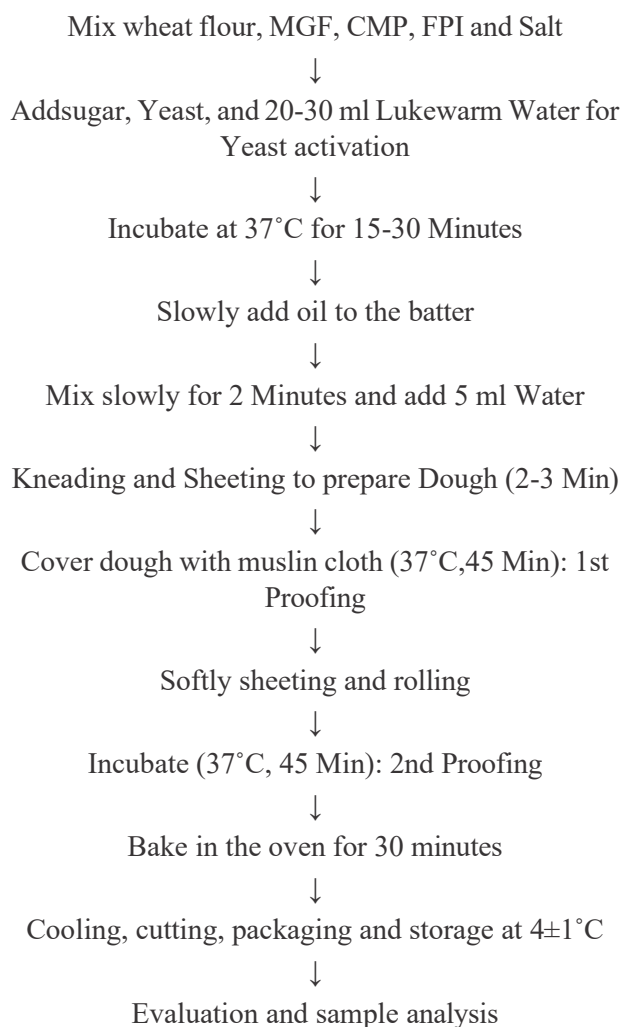 Mix wheat flour, MGF, CMP, FPI and Salt
↓
Addsugar, Yeast, and 20-30 ml Lukewarm Water for
Yeast activation
↓
Incubate at 37˚C for 15-30 Minutes
↓
Slowly add oil to the batter
↓
Mix slowly for 2 Minutes and add 5 ml Water
↓
Kneading and Sheeting to prepare Dough (2-3 Min)
↓
Cover dough with muslin cloth (37˚C,45 Min): 1st
Proofing
↓
Softly sheeting and rolling
↓
Incubate (37˚C, 45 Min): 2nd Proofing
↓
Bake in the oven for 30 minutes
↓
Cooling, cutting, packaging and storage at 4±1˚C
↓
Evaluation and sample analysis